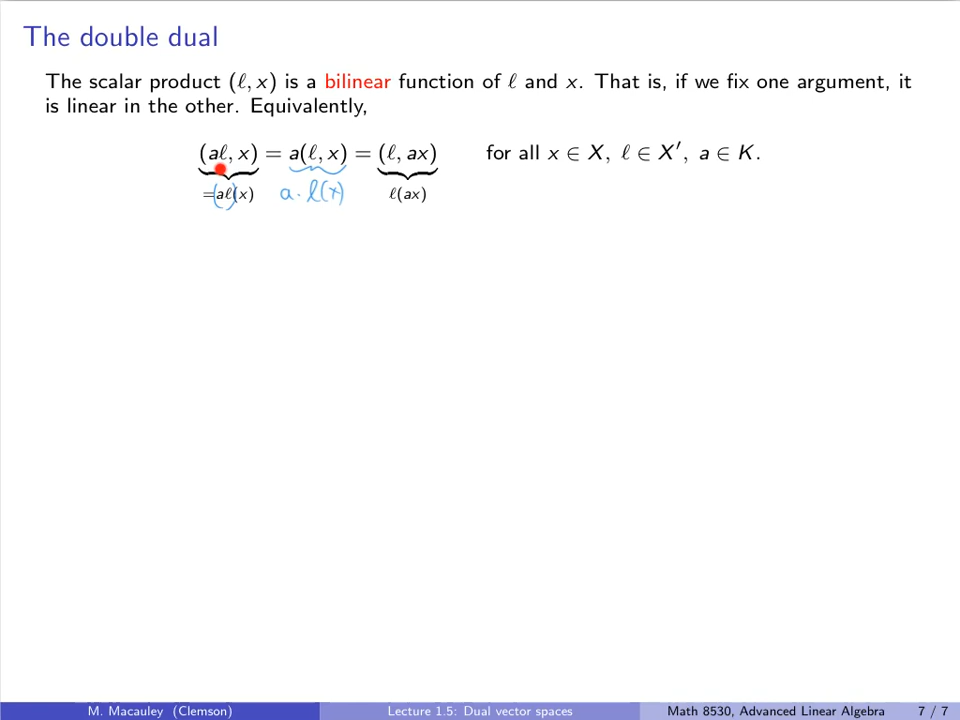 The double dual
The scalar product (ℓ, x) is a bilinear function of ℓ and x. That is, if we fix one argument, it
is linear in the other. Equivalently,
(aℓ, x) = a(ℓ, x) = (ℓ, ax) for all x ∈ X, ℓ ∈ X′, a ∈ K.
=(aℓ)(x) a·ℓ(x) ℓ(ax)
M. Macauley (Clemson) Lecture 1.5: Dual vector spaces Math 8530, Advanced Linear Algebra 7 / 7